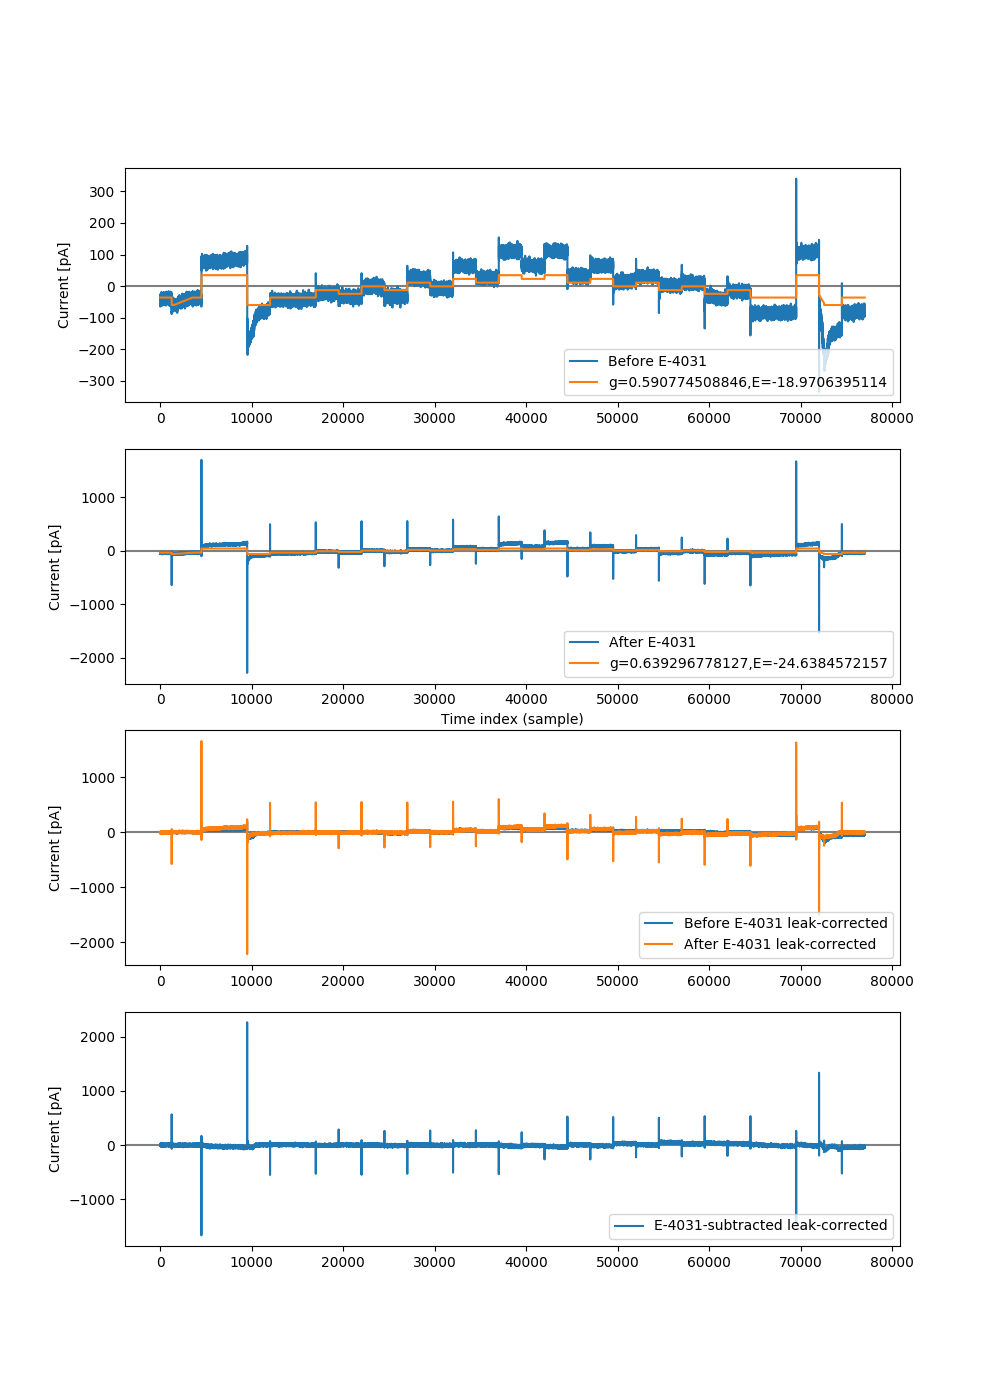 Current [pA]
300
200
100
0
−100
−200
−300
Before E-4031
g=0.590774508846,E=-18.9706395114
0 10000 20000 30000 40000 50000 60000 70000 80000
Current [pA]
1000
0
−1000
−2000
After E-4031
g=0.639296778127,E=-24.6384572157
0 10000 20000 30000 40000 50000 60000 70000 80000
Time index (sample)
Current [pA]
1000
0
−1000
−2000
Before E-4031 leak-corrected
After E-4031 leak-corrected
0 10000 20000 30000 40000 50000 60000 70000 80000
Current [pA]
2000
1000
0
−1000
E-4031-subtracted leak-corrected
0 10000 20000 30000 40000 50000 60000 70000 80000